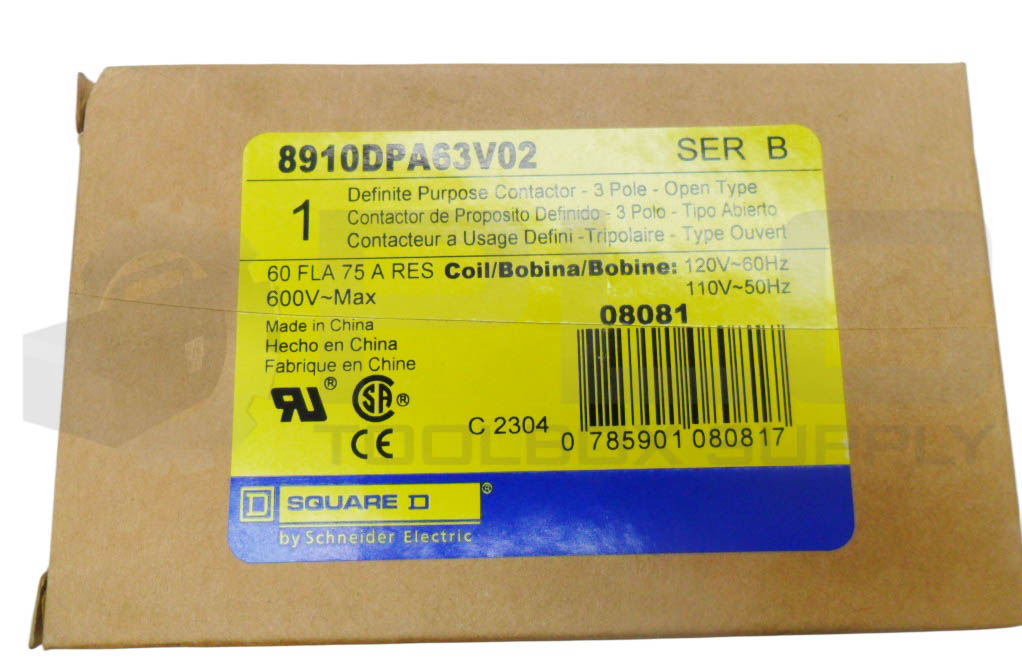 8910DPA63V02 SER B
1
Definite Purpose Contactor - 3 Pole - Open Type
Contactor de Proposito Definido - 3 Polo - Tipo Abierto
Contacteur a Usage Defini -Tripolaire - Type Ouvert
60 FLA 75 A RES Coil/Bobina/Bobine: 120V~60Hz
600V~Max 110V~50Hz
08081
Made in China
Hecho en China
Fabrique en Chine
C 2304
0 785901 080817
SQUARE D
by Schneider Electric
TOOLBOX SUPPLY